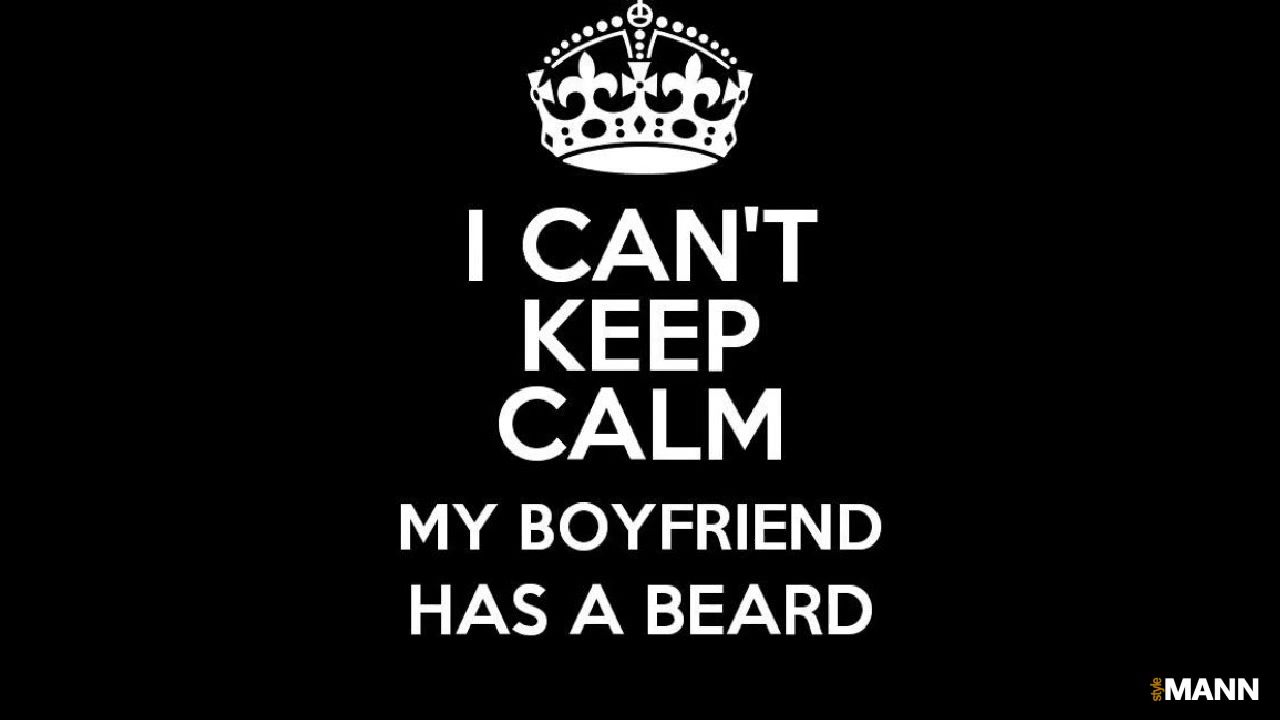 I CAN'T
KEEP
CALM
MY BOYFRIEND
HAS A BEARD
style MANN